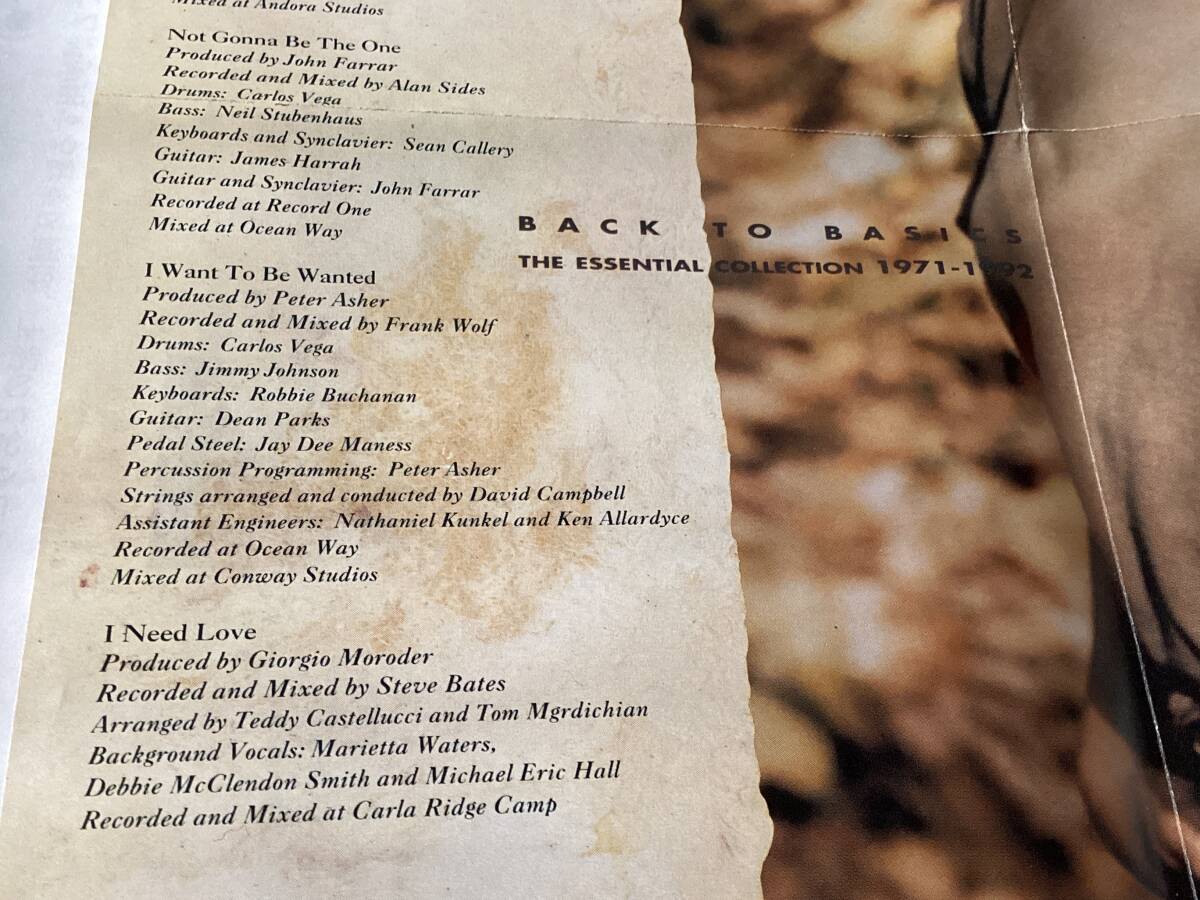 Mixed at Andora Studios
Not Gonna Be The One
Produced by John Farrar
Recorded and Mixed by Alan Sides
Drums: Carlos Vega
Bass: Neil Stubenhaus
Keyboards and Synclavier: Sean Callery
Guitar: James Harrah
Guitar and Synclavier: John Farrar
Recorded at Record One
Mixed at Ocean Way
I Want To Be Wanted
Produced by Peter Asher
Recorded and Mixed by Frank Wolf
Drums: Carlos Vega
Bass: Jimmy Johnson
Keyboards: Robbie Buchanan
Guitar: Dean Parks
Pedal Steel: Jay Dee Maness
Percussion Programming: Peter Asher
Strings arranged and conducted by David Campbell
Assistant Engineers: Nathaniel Kunkel and Ken Allardyce
Recorded at Ocean Way
Mixed at Conway Studios
I Need Love
Produced by Giorgio Moroder
Recorded and Mixed by Steve Bates
Arranged by Teddy Castellucci and Tom Mgrdichian
Background Vocals: Marietta Waters,
Debbie McClendon Smith and Michael Eric Hall
Recorded and Mixed at Carla Ridge Camp
BACK TO BASICS
THE ESSENTIAL COLLECTION 1971-1992